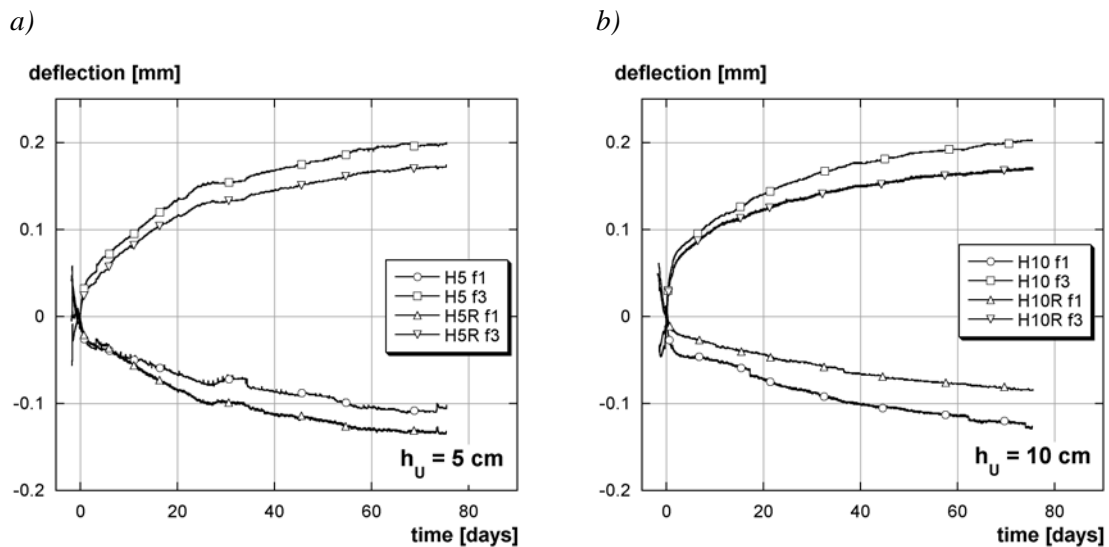 a)
deflection [mm]
0.2
0.1
0
-0.1
-0.2
H5 f1
H5 f3
H5R f1
H5R f3
h_U = 5 cm
0 20 40 60 80
time [days]
b)
deflection [mm]
0.2
0.1
0
-0.1
-0.2
H10 f1
H10 f3
H10R f1
H10R f3
h_U = 10 cm
0 20 40 60 80
time [days]